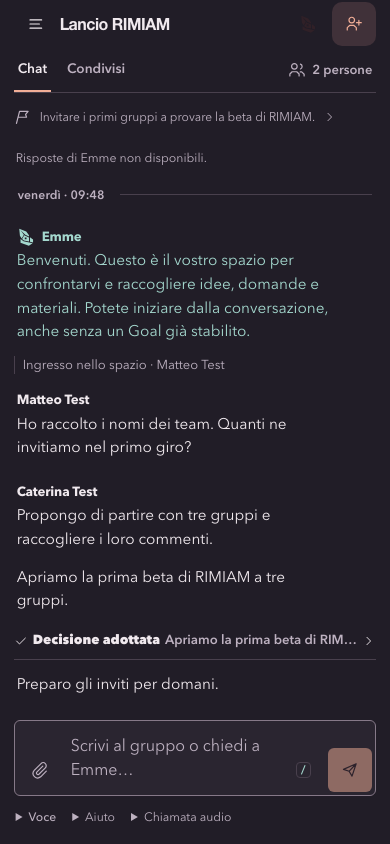 Lancio RIMIAM
Chat
Condivisi
2 persone
Invitare i primi gruppi a provare la beta di RIMIAM.
Risposte di Emme non disponibili.
venerdì · 09:48
Emme
Benvenuti. Questo è il vostro spazio per
confrontarvi e raccogliere idee, domande e
materiali. Potete iniziare dalla conversazione,
anche senza un Goal già stabilito.
Ingresso nello spazio · Matteo Test
Matteo Test
Ho raccolto i nomi dei team. Quanti ne
invitiamo nel primo giro?
Caterina Test
Propongo di partire con tre gruppi e
raccogliere i loro commenti.
Apriamo la prima beta di RIMIAM a tre
gruppi.
Decisione adottata Apriamo la prima beta di RIM...
Preparo gli inviti per domani.
Scrivi al gruppo o chiedi a
Emme...
/
Voce
Aiuto
Chiamata audio